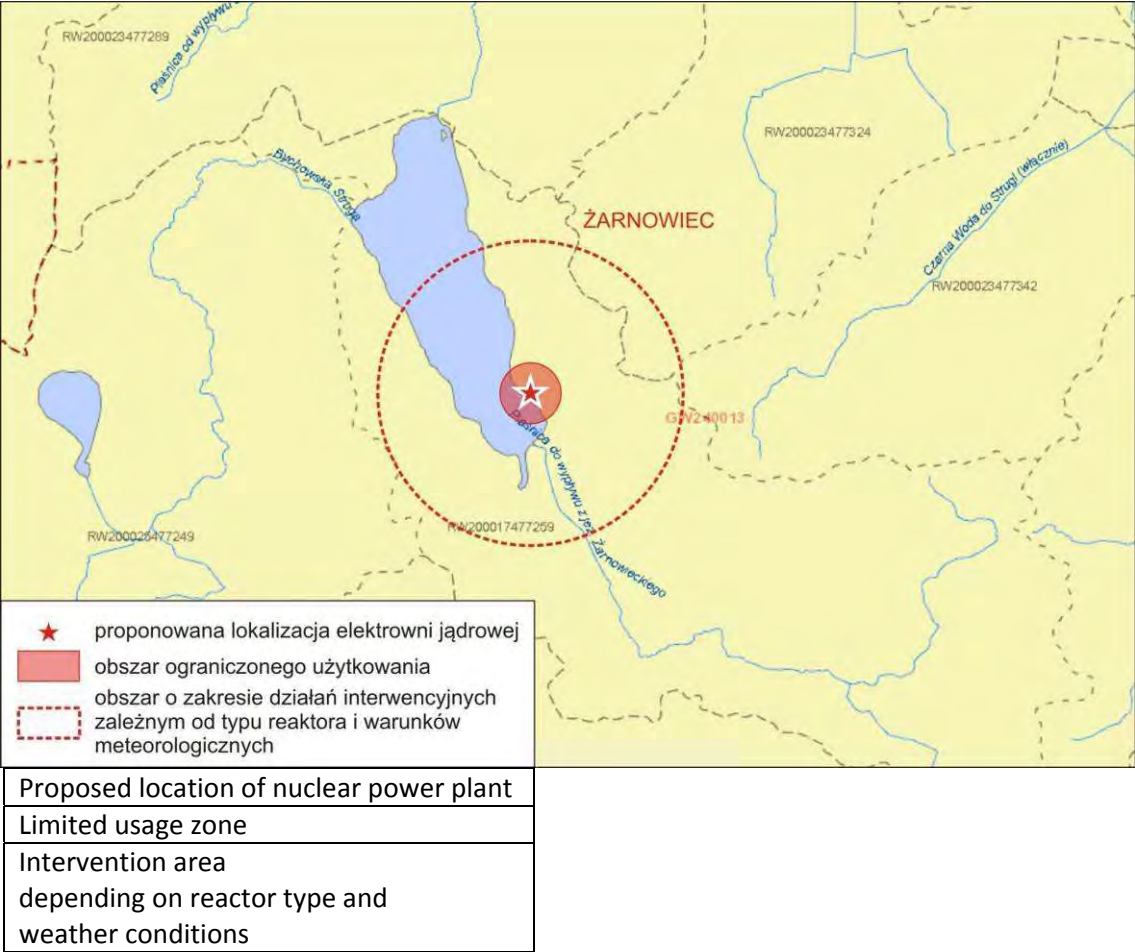 RW200023477289
Piaśnica od wypływu
RW200023477324
Bychowska Struga
Czarna Woda do Strugi (włącznie)
ŻARNOWIEC
RW200023477342
GW240013
Piaśnica do wypływu z jez. Żarnowieckiego
RW200017477259
RW200020477249
proponowana lokalizacja elektrowni jądrowej
obszar ograniczonego użytkowania
obszar o zakresie działań interwencyjnych
zależnym od typu reaktora i warunków
meteorologicznych
Proposed location of nuclear power plant
Limited usage zone
Intervention area
depending on reactor type and
weather conditions